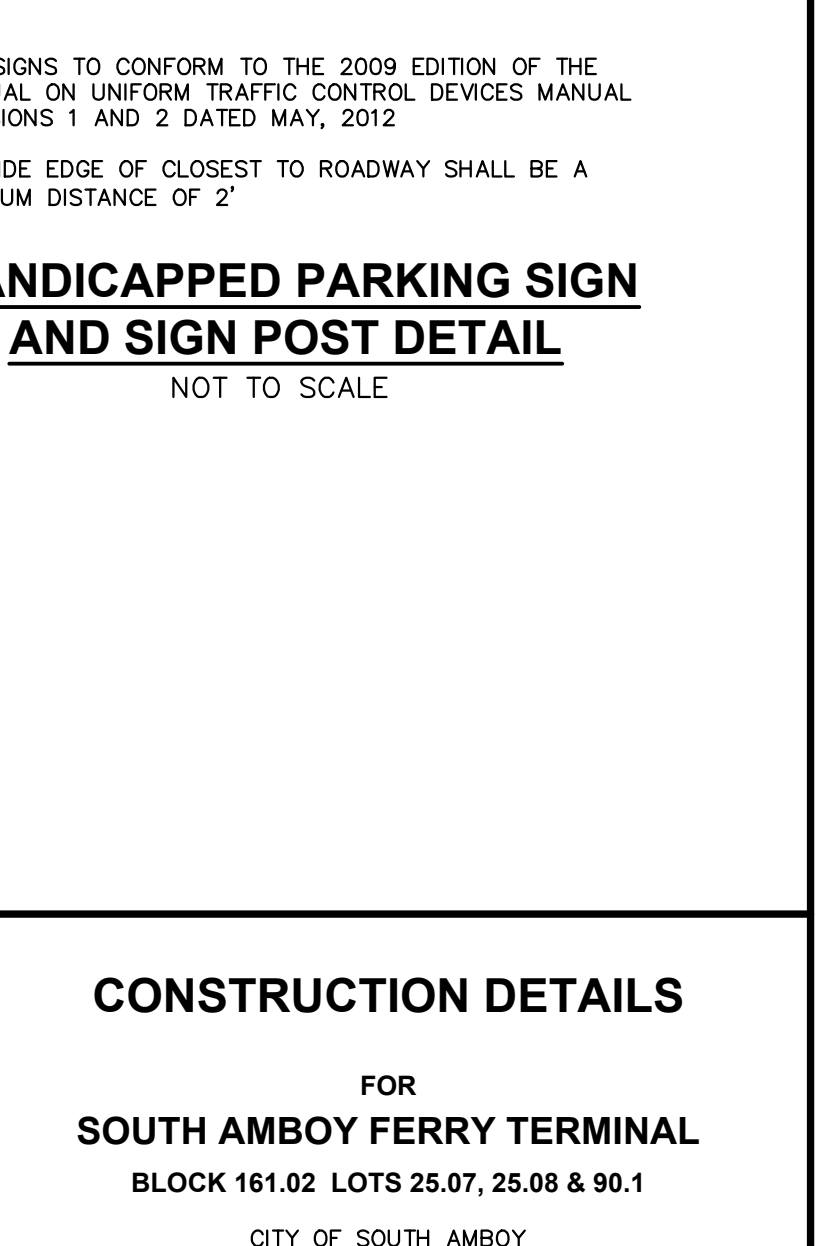 SIGNS TO CONFORM TO THE 2009 EDITION OF THE
UAL ON UNIFORM TRAFFIC CONTROL DEVICES MANUAL
IONS 1 AND 2 DATED MAY, 2012
IDE EDGE OF CLOSEST TO ROADWAY SHALL BE A
UM DISTANCE OF 2'
ANDICAPPED PARKING SIGN
AND SIGN POST DETAIL
NOT TO SCALE
CONSTRUCTION DETAILS
FOR
SOUTH AMBOY FERRY TERMINAL
BLOCK 161.02 LOTS 25.07, 25.08 & 90.1
CITY OF SOUTH AMBOY